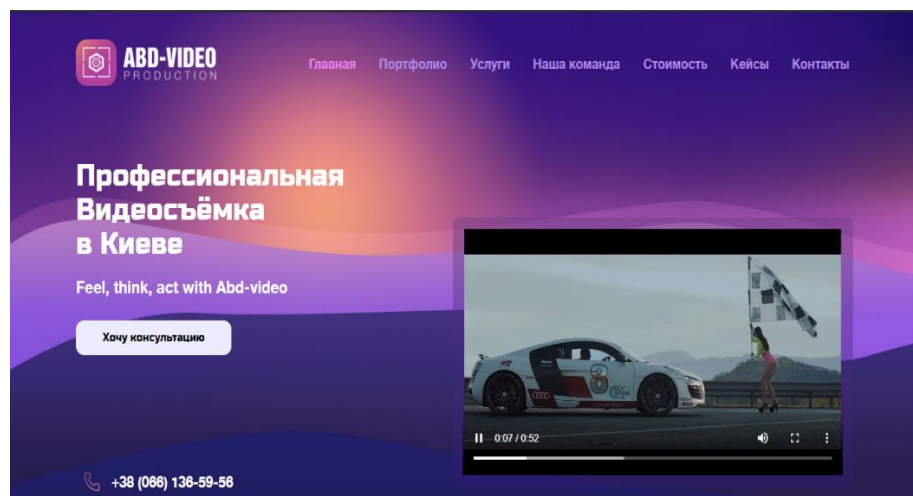 ABD-VIDEO
PRODUCTION
Главная Портфолио Услуги Наша команда Стоимость Кейсы Контакты
Профессиональная
Видеосъёмка
в Киеве
Feel, think, act with Abd-video
Хочу консультацию
8
0:07 / 0:52
+38 (066) 136-59-56